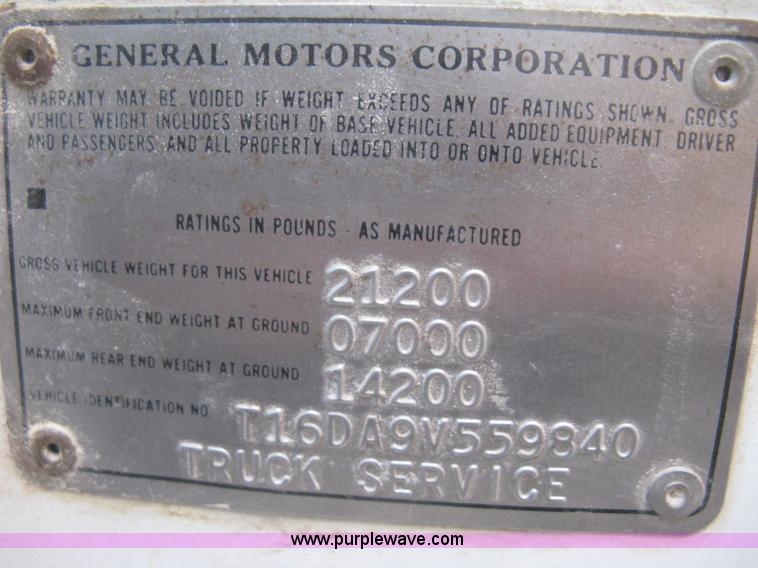 GENERAL MOTORS CORPORATION
WARRANTY MAY BE VOIDED IF WEIGHT EXCEEDS ANY OF RATINGS SHOWN. GROSS
VEHICLE WEIGHT INCLUDES WEIGHT OF BASE VEHICLE, ALL ADDED EQUIPMENT, DRIVER
AND PASSENGERS, AND ALL PROPERTY LOADED INTO OR ONTO VEHICLE.
RATINGS IN POUNDS - AS MANUFACTURED
GROSS VEHICLE WEIGHT FOR THIS VEHICLE 21200
MAXIMUM FRONT END WEIGHT AT GROUND 07000
MAXIMUM REAR END WEIGHT AT GROUND 14200
VEHICLE IDENTIFICATION NO T16DA9V559840
TRUCK SERVICE
www.purplewave.com